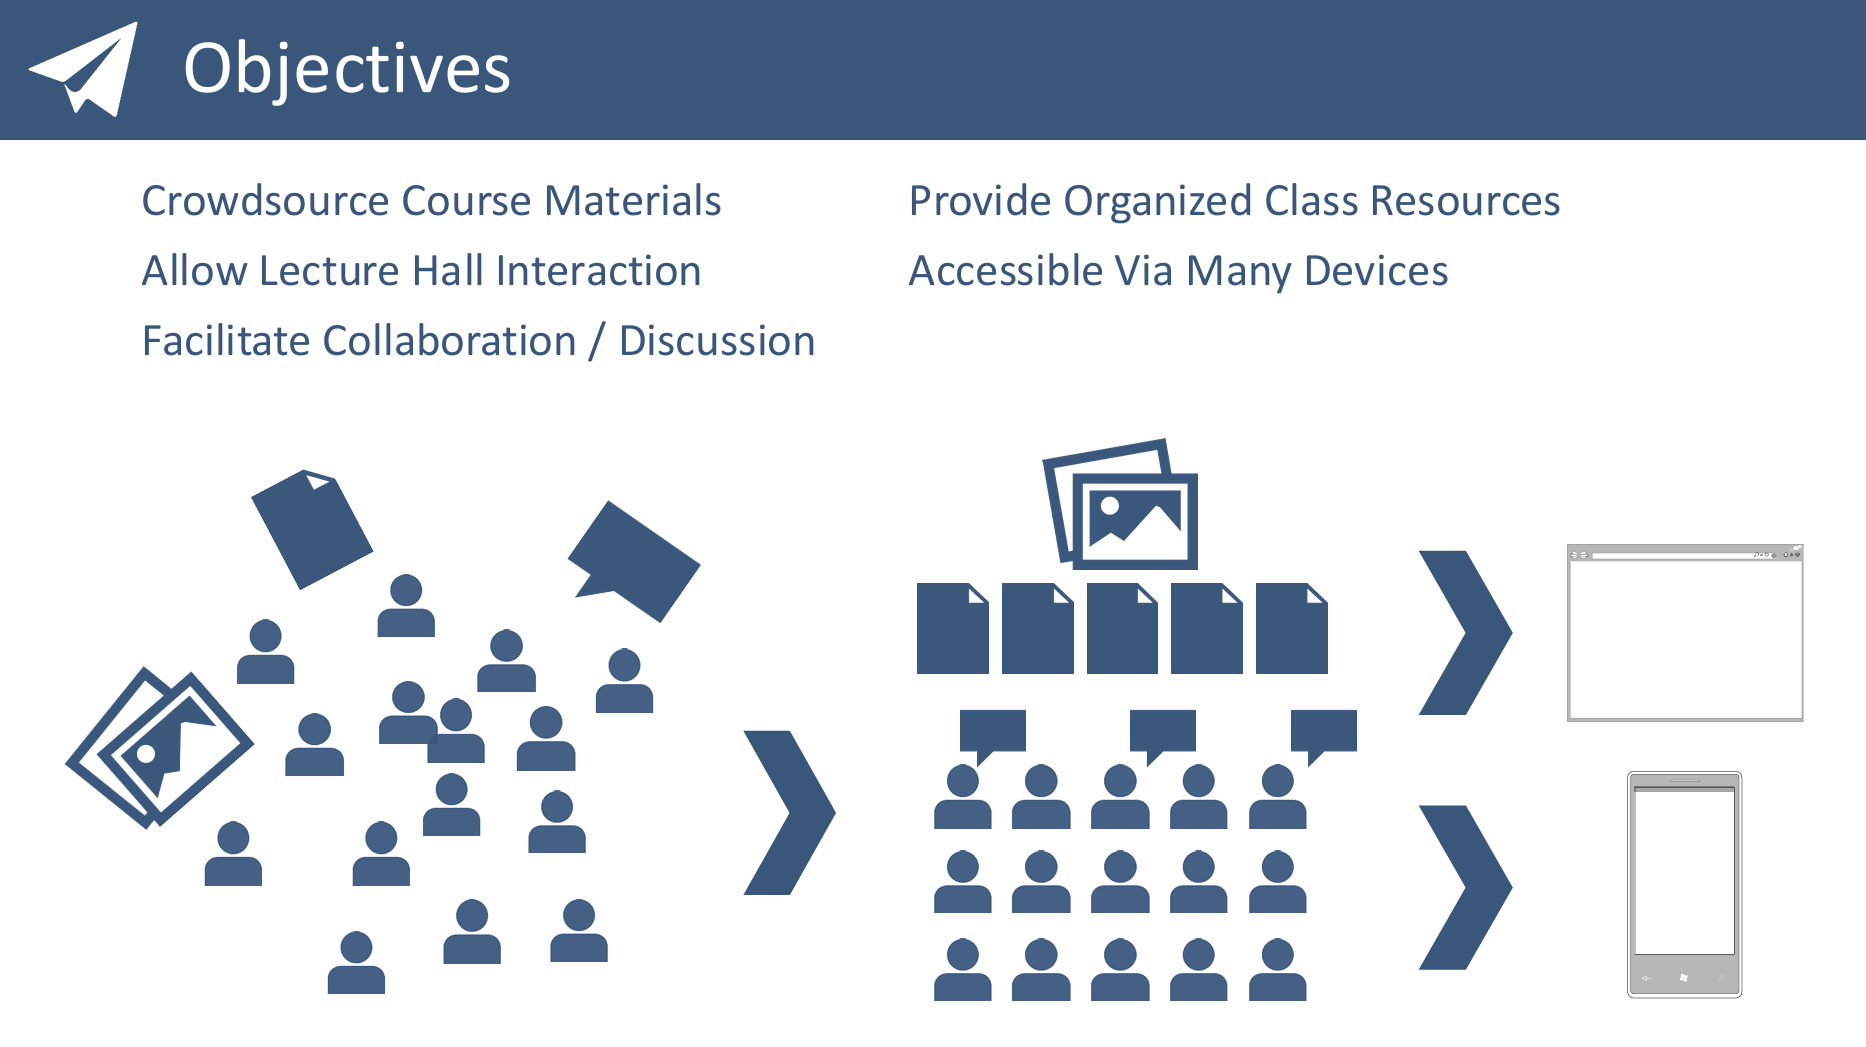 Objectives
Crowdsource Course Materials
Allow Lecture Hall Interaction
Facilitate Collaboration / Discussion
Provide Organized Class Resources
Accessible Via Many Devices